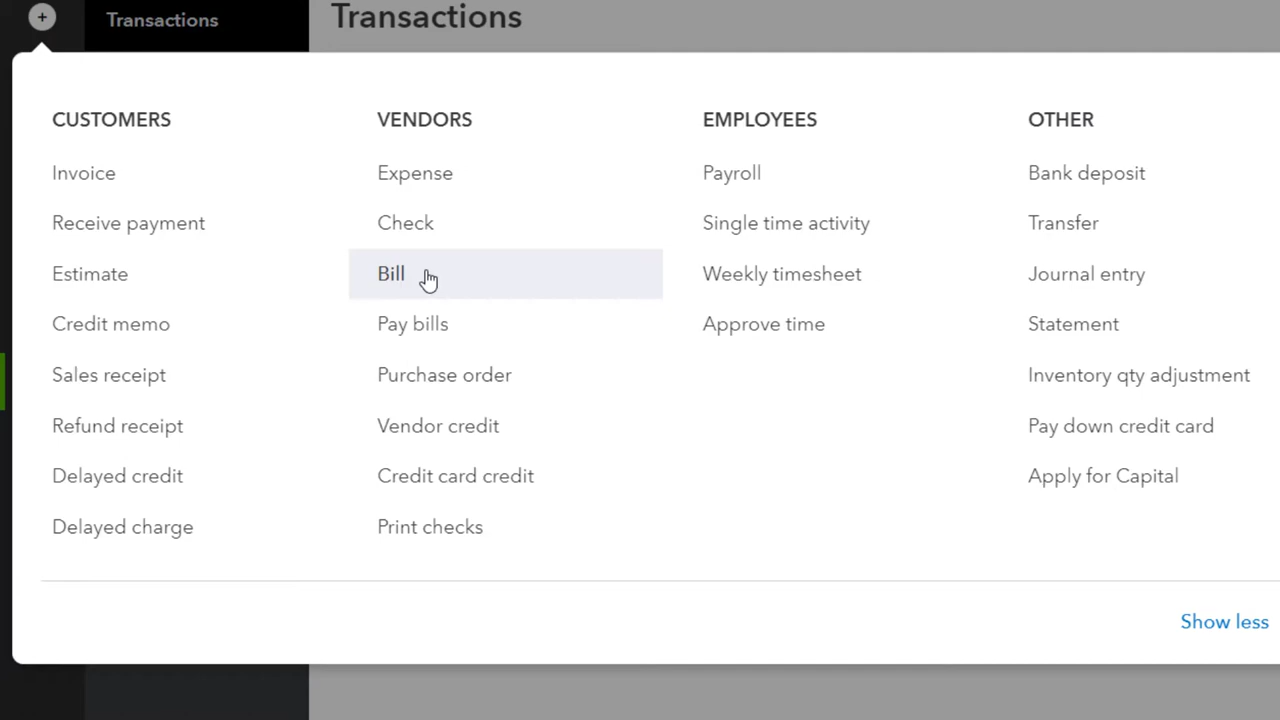 Transactions
Transactions
CUSTOMERS
Invoice
Receive payment
Estimate
Credit memo
Sales receipt
Refund receipt
Delayed credit
Delayed charge
VENDORS
Expense
Check
Bill
Pay bills
Purchase order
Vendor credit
Credit card credit
Print checks
EMPLOYEES
Payroll
Single time activity
Weekly timesheet
Approve time
OTHER
Bank deposit
Transfer
Journal entry
Statement
Inventory qty adjustment
Pay down credit card
Apply for Capital
Show less